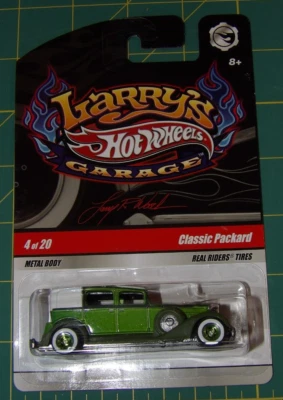 8+
Larry's
Hot Wheels
GARAGE
4 of 20
Classic Packard
METAL BODY
REAL RIDERS® TIRES